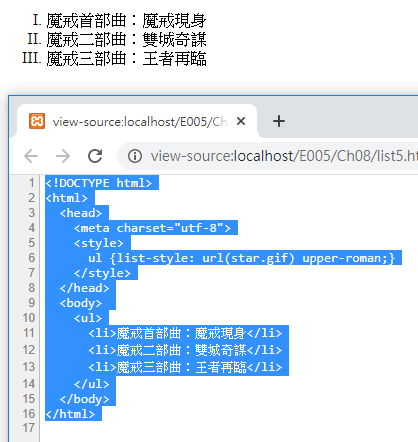 I. 魔戒首部曲：魔戒現身
II. 魔戒二部曲：雙城奇謀
III. 魔戒三部曲：王者再臨
view-source:localhost/E005/Ch
view-source:localhost/E005/Ch08/list5.h
1 <!DOCTYPE html>
2 <html>
3 <head>
4 <meta charset="utf-8">
5 <style>
6 ul {list-style: url(star.gif) upper-roman;}
7 </style>
8 </head>
9 <body>
10 <ul>
11 <li>魔戒首部曲：魔戒現身</li>
12 <li>魔戒二部曲：雙城奇謀</li>
13 <li>魔戒三部曲：王者再臨</li>
14 </ul>
15 </body>
16 </html>
17